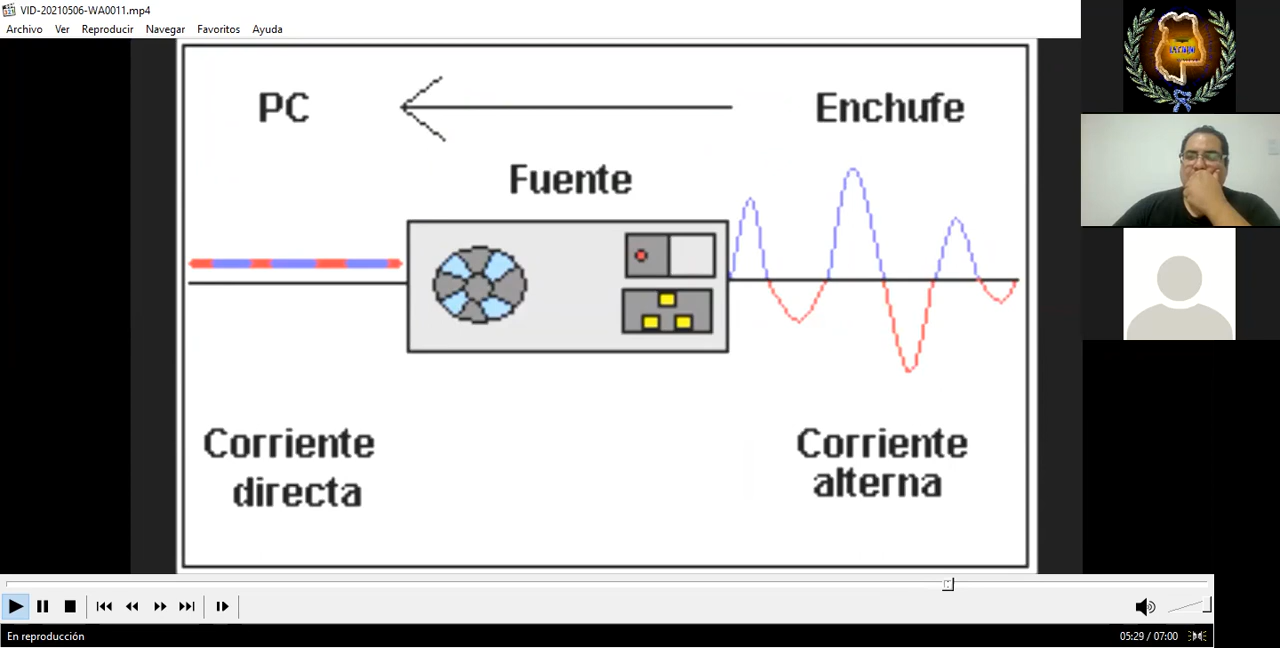 VID-20210506-WA0011.mp4
Archivo Ver Reproducir Navegar Favoritos Ayuda
PC
Enchufe
Fuente
Corriente
directa
Corriente
alterna
En reproducción
05:29 / 07:00